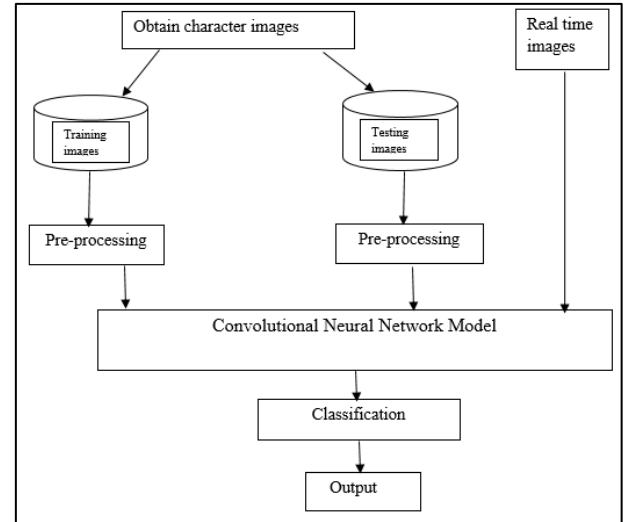 Obtain character images
Real time
images
Training
images
Testing
images
Pre-processing
Pre-processing
Convolutional Neural Network Model
Classification
Output